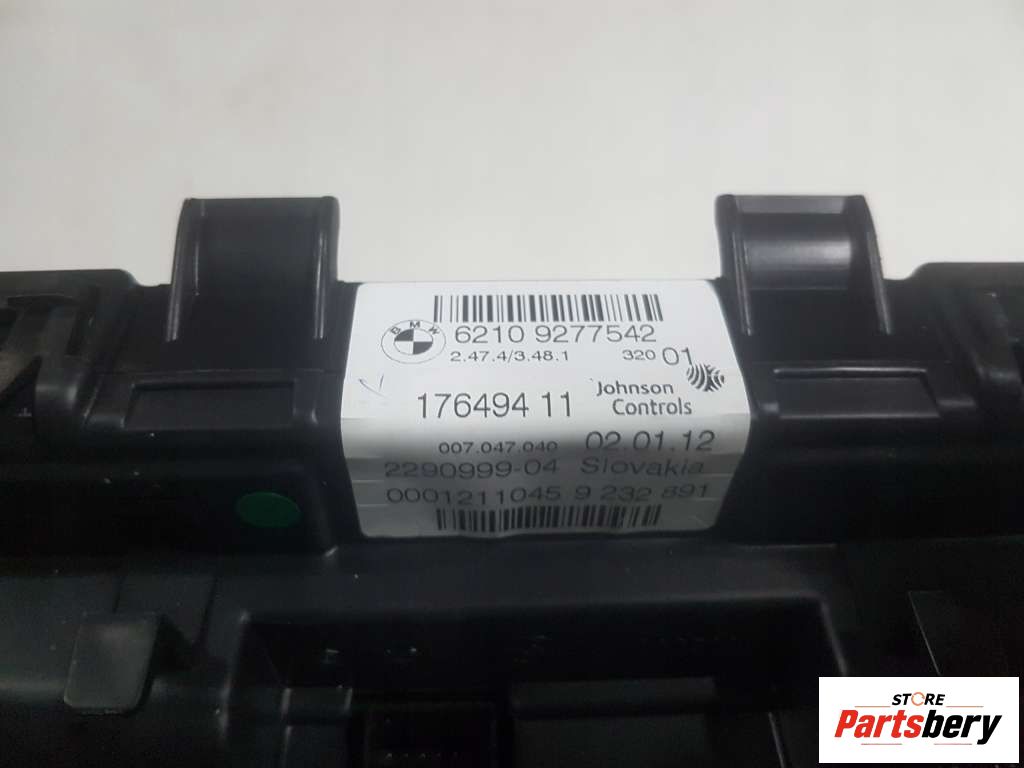 BMW
6210 9277542
2.47.4/3.48.1 320 01
176494 11 Johnson
Controls
007.047.040 02.01.12
2290999-04 Slovakia
0001211045 9 232 891
STORE
Partsbery